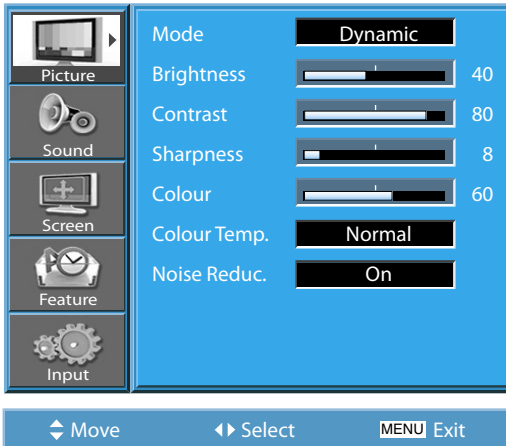 Picture
Sound
Screen
Feature
Input
Mode Dynamic
Brightness 40
Contrast 80
Sharpness 8
Colour 60
Colour Temp. Normal
Noise Reduc. On
Move Select MENU Exit